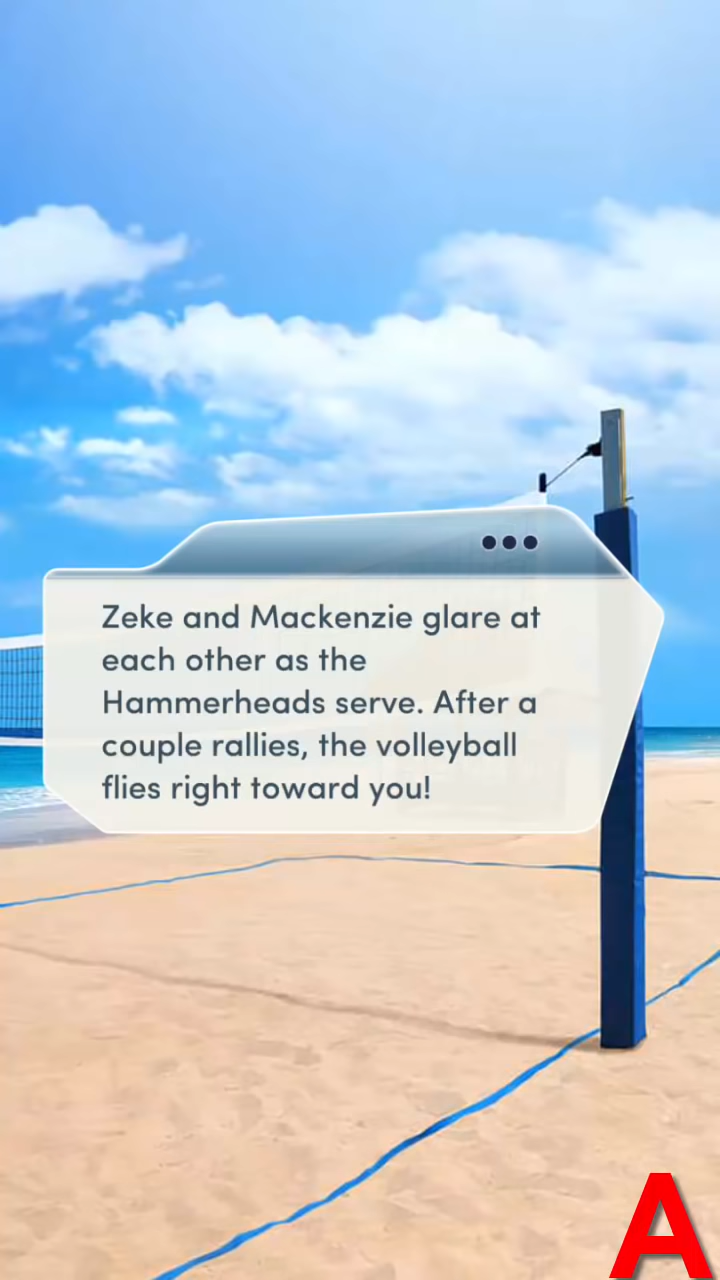 Zeke and Mackenzie glare at
each other as the
Hammerheads serve. After a
couple rallies, the volleyball
flies right toward you!
A